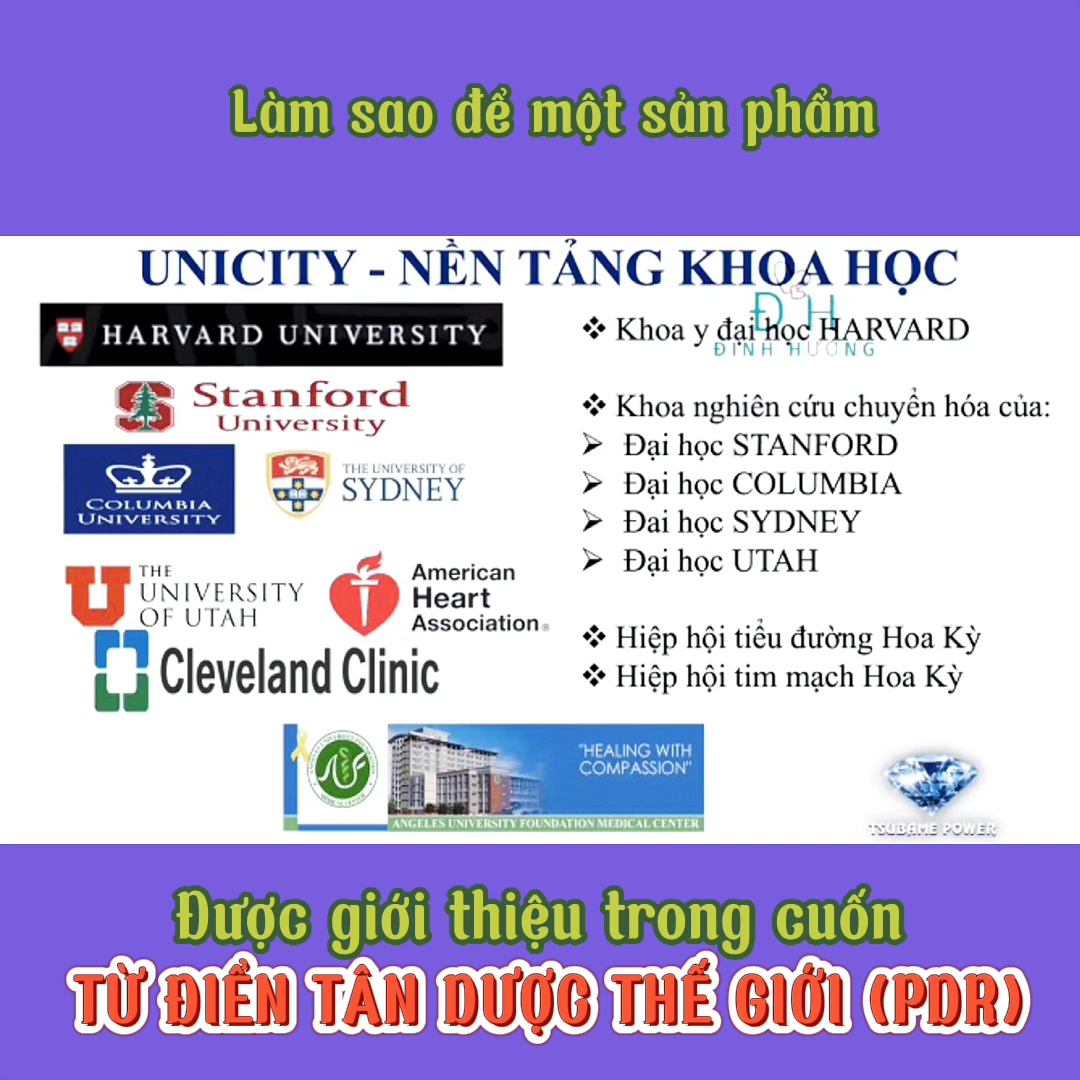 Làm sao để một sản phẩm
UNICITY - NỀN TẢNG KHOA HỌC
HARVARD UNIVERSITY
❖ Khoa y đại học HARVARD
ĐH
ĐINH HƯƠNG
Stanford
University
❖ Khoa nghiên cứu chuyển hóa của:
➢ Đại học STANFORD
COLUMBIA
UNIVERSITY
THE UNIVERSITY OF
SYDNEY
➢ Đại học COLUMBIA
➢ Đai học SYDNEY
➢ Đại học UTAH
THE
UNIVERSITY
OF UTAH
American
Heart
Association®
❖ Hiệp hội tiểu đường Hoa Kỳ
❖ Hiệp hội tim mạch Hoa Kỳ
Cleveland Clinic
"HEALING WITH
COMPASSION"
ANGELES UNIVERSITY FOUNDATION MEDICAL CENTER
TSUBAME POWER
Được giới thiệu trong cuốn
TỪ ĐIỂN TÂN DƯỢC THẾ GIỚI (PDR)